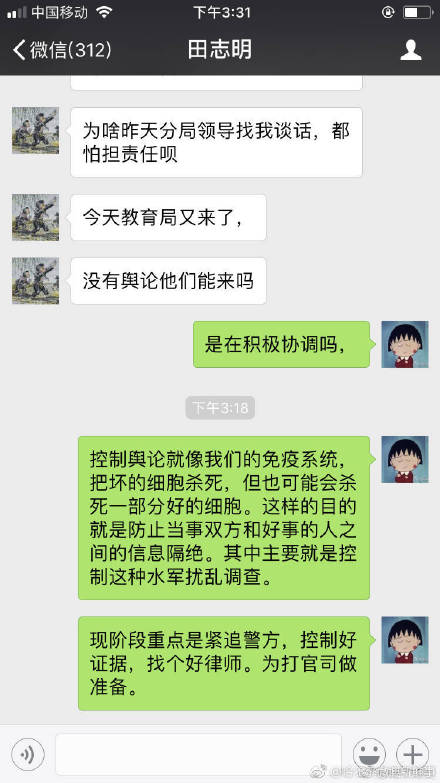 中国移动 下午3:31
微信(312) 田志明
为啥昨天分局领导找我谈话，都
怕担责任呗
今天教育局又来了，
没有舆论他们能来吗
是在积极协调吗，
下午3:18
控制舆论就像我们的免疫系统，
把坏的细胞杀死，但也可能会杀
死一部分好的细胞。这样的目的
就是防止当事双方和好事的人之
间的信息隔绝。其中主要就是控
制这种水军扰乱调查。
现阶段重点是紧追警方，控制好
证据，找个好律师。为打官司做
准备。